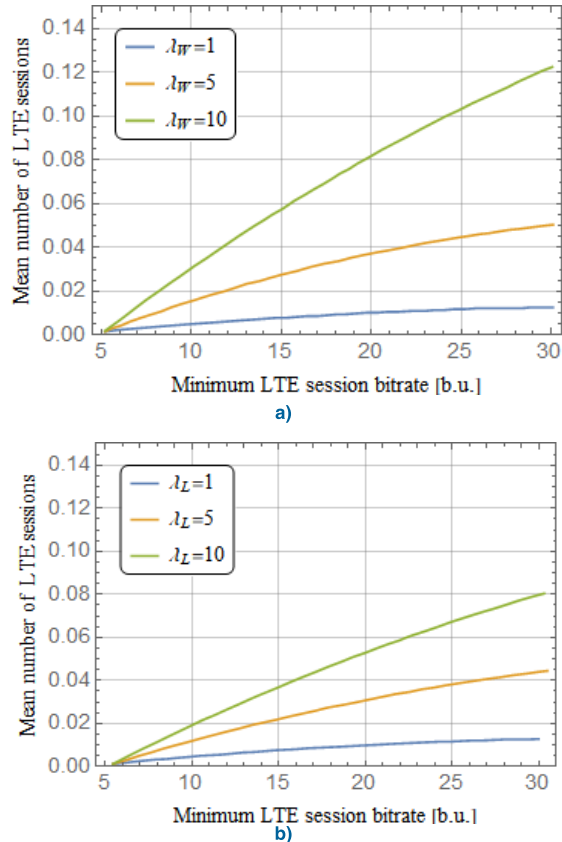 0.14
0.12
0.10
0.08
0.06
0.04
0.02
0.00
Mean number of LTE sessions
λW=1
λW=5
λW=10
5 10 15 20 25 30
Minimum LTE session bitrate [b.u.]
a)
0.14
0.12
0.10
0.08
0.06
0.04
0.02
0.00
Mean number of LTE sessions
λL=1
λL=5
λL=10
5 10 15 20 25 30
Minimum LTE session bitrate [b.u.]
b)